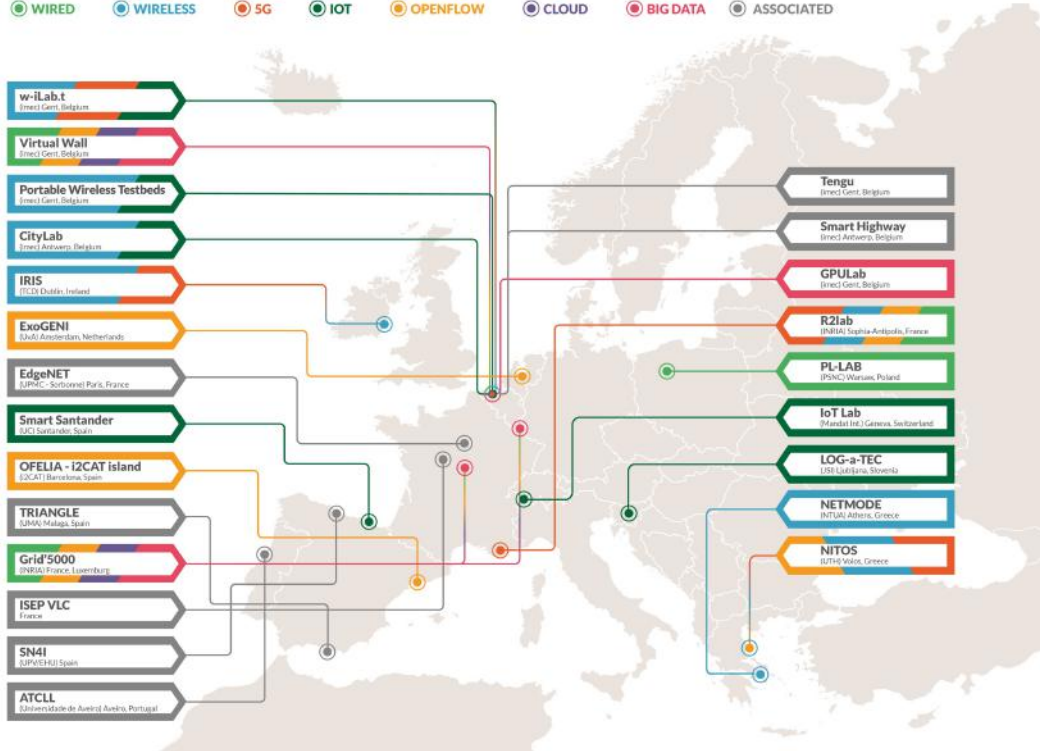 WIRED WIRELESS 5G IOT OPENFLOW CLOUD BIG DATA ASSOCIATED
w-iLab.t
(imec) Gent, Belgium
Virtual Wall
(imec) Gent, Belgium
Portable Wireless Testbeds
(imec) Gent, Belgium
CityLab
(imec) Antwerp, Belgium
IRIS
(TCD) Dublin, Ireland
ExoGENI
(UvA) Amsterdam, Netherlands
EdgeNET
(UPMC - Sorbonne) Paris, France
Smart Santander
(UC) Santander, Spain
OFELIA - i2CAT island
(i2CAT) Barcelona, Spain
TRIANGLE
(UMA) Malaga, Spain
Grid'5000
(INRIA) France, Luxemburg
ISEP VLC
France
SN4I
(UPV/EHU) Spain
ATCLL
(Universidade de Aveiro) Aveiro, Portugal
Tengu
(imec) Gent, Belgium
Smart Highway
(imec) Antwerp, Belgium
GPULab
(imec) Gent, Belgium
R2lab
(INRIA) Sophia-Antipolis, France
PL-LAB
(PSNC) Warsaw, Poland
IoT Lab
(Mandat Int.) Geneva, Switzerland
LOG-a-TEC
(JSI) Ljubljana, Slovenia
NETMODE
(NTUA) Athens, Greece
NITOS
(UTH) Volos, Greece